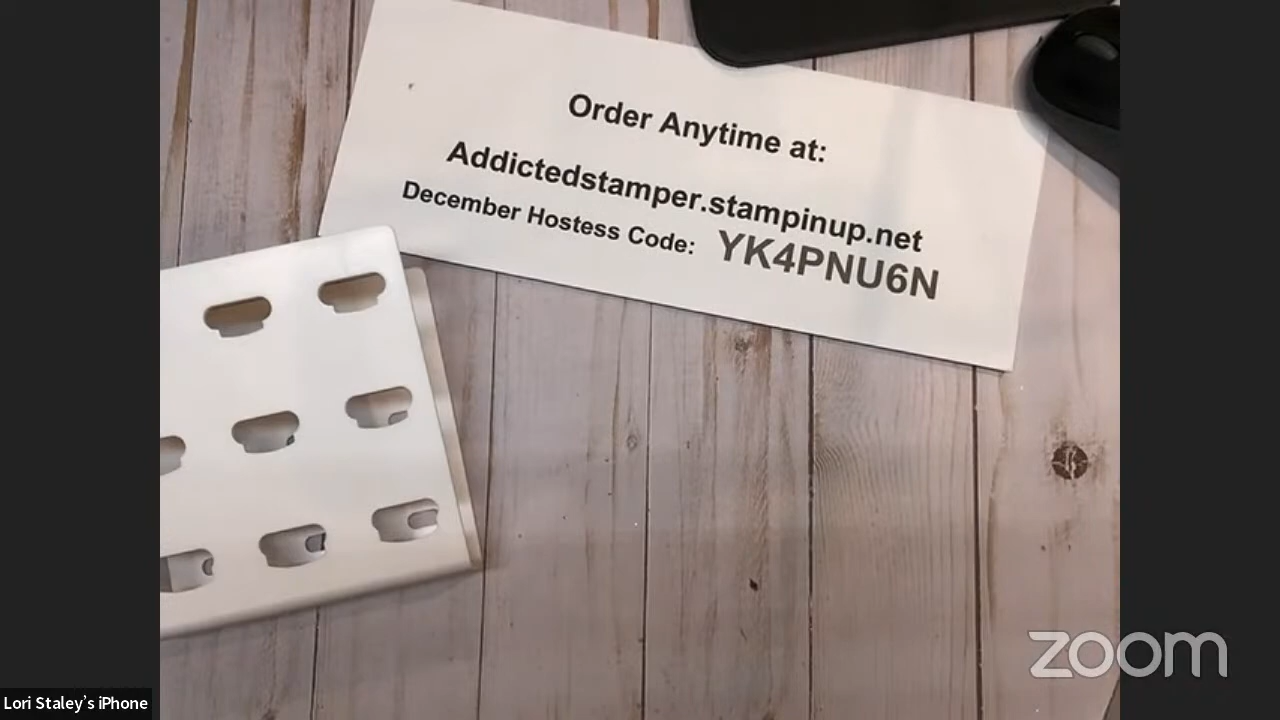 Order Anytime at:
Addictedstamper.stampinup.net
December Hostess Code: YK4PNU6N
zoom
Lori Staley's iPhone